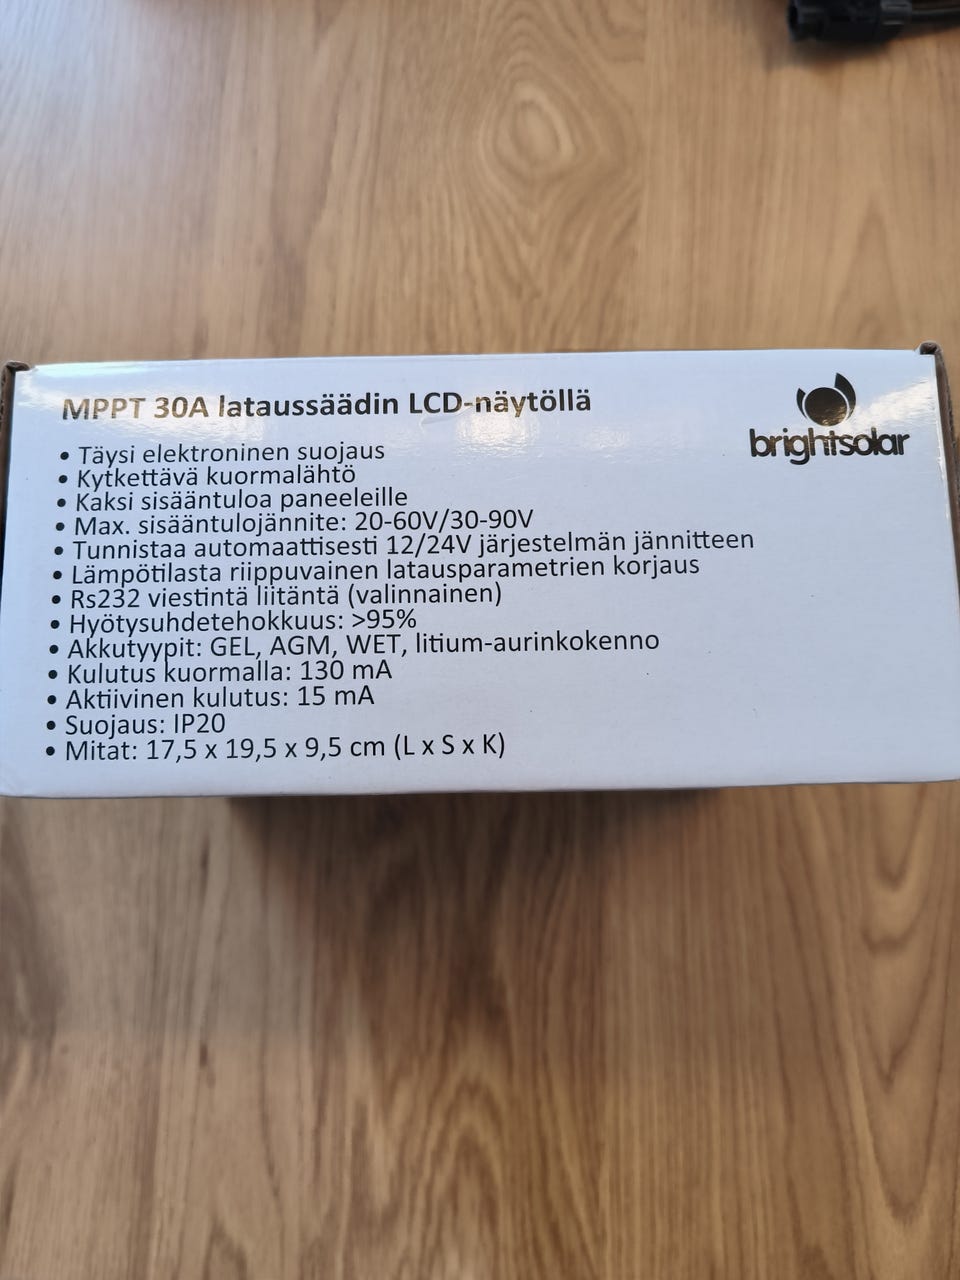 MPPT 30A lataussäädin LCD-näytöllä
brightsolar
• Täysi elektroninen suojaus
• Kytkettävä kuormalähtö
• Kaksi sisääntuloa paneeleille
• Max. sisääntulojännite: 20-60V/30-90V
• Tunnistaa automaattisesti 12/24V järjestelmän jännitteen
• Lämpötilasta riippuvainen latausparametrien korjaus
• Rs232 viestintä liitäntä (valinnainen)
• Hyötysuhdetehokkuus: >95%
• Akkutyypit: GEL, AGM, WET, litium-aurinkokenno
• Kulutus kuormalla: 130 mA
• Aktiivinen kulutus: 15 mA
• Suojaus: IP20
• Mitat: 17,5 x 19,5 x 9,5 cm (L x S x K)